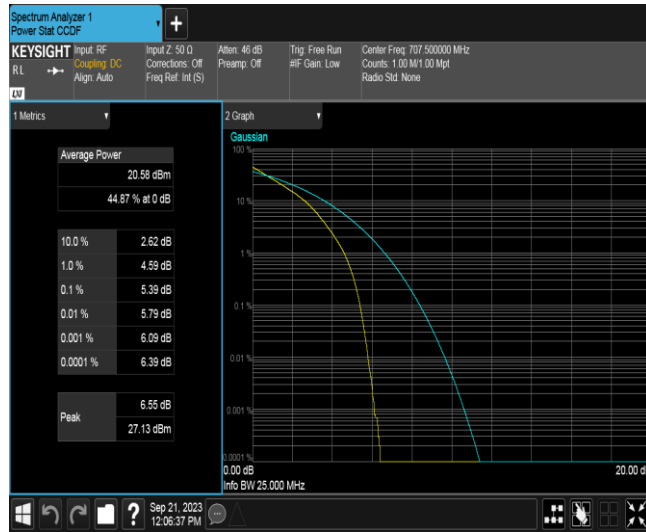 Spectrum Analyzer 1
Power Stat CCDF
+
KEYSIGHT
RL
LXI
Input: RF
Coupling: DC
Align: Auto
Input Z: 50 Ω
Corrections: Off
Freq Ref: Int (S)
Atten: 46 dB
Preamp: Off
Trig: Free Run
#IF Gain: Low
Center Freq: 707.500000 MHz
Counts: 1.00 M/1.00 Mpt
Radio Std: None
1 Metrics
Average Power
20.58 dBm
44.87 % at 0 dB
10.0 % 2.62 dB
1.0 % 4.59 dB
0.1 % 5.39 dB
0.01 % 5.79 dB
0.001 % 6.09 dB
0.0001 % 6.39 dB
Peak
6.55 dB
27.13 dBm
2 Graph
Gaussian
100 %
10 %
1 %
0.1 %
0.01 %
0.001 %
0.0001 %
0.00 dB
20.00 d
Info BW 25.000 MHz
?
Sep 21, 2023
12:06:37 PM